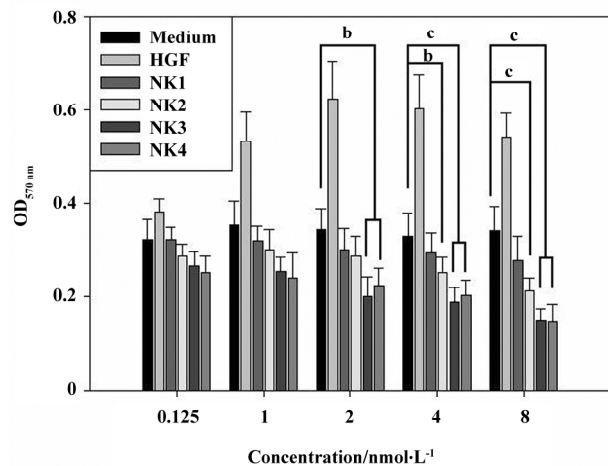 0.8
0.6
0.4
0.2
0
OD570 nm
Medium
HGF
NK1
NK2
NK3
NK4
b
c
b
c
c
0.125 1 2 4 8
Concentration/nmol·L-1